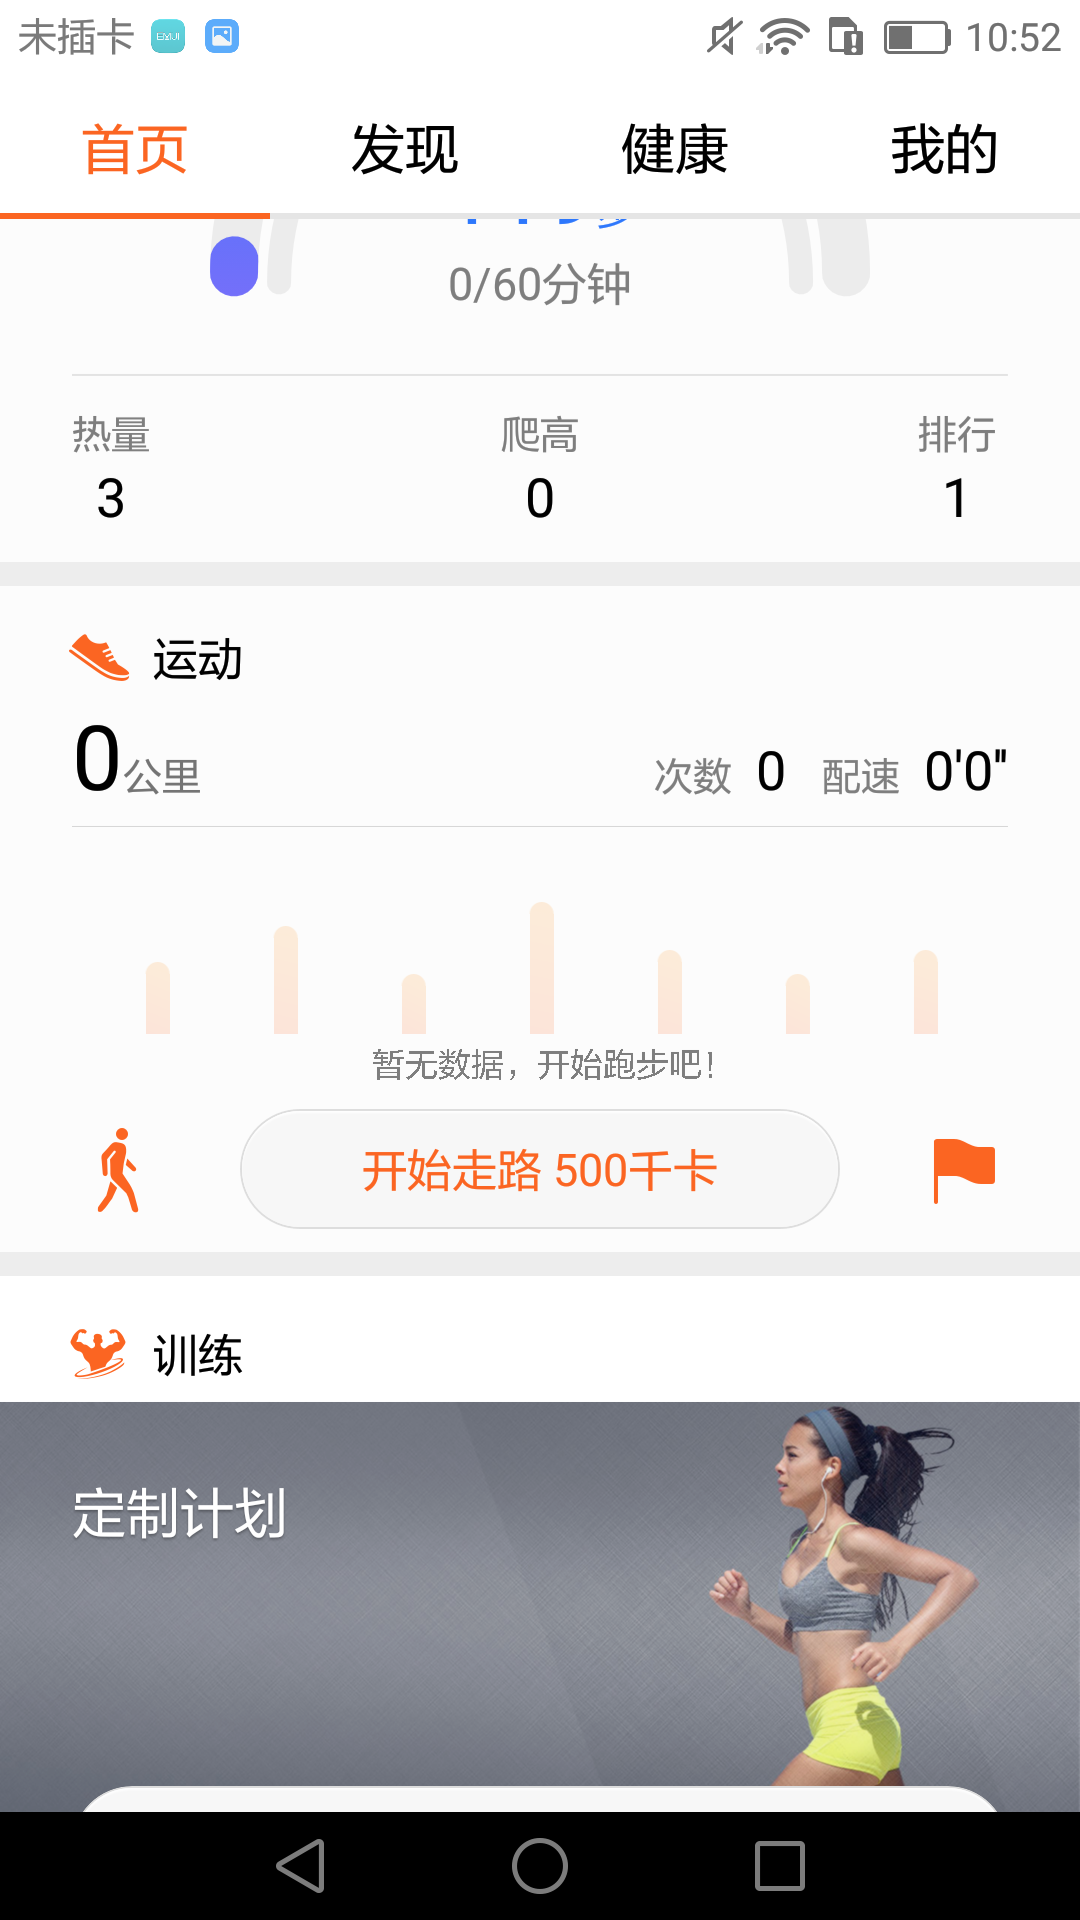 未插卡 EMUI 10:52
首页 发现 健康 我的
0/60分钟
热量 爬高 排行
3 0 1
运动
0公里 次数 0 配速 0'0"
暂无数据，开始跑步吧！
开始走路 500千卡
训练
定制计划